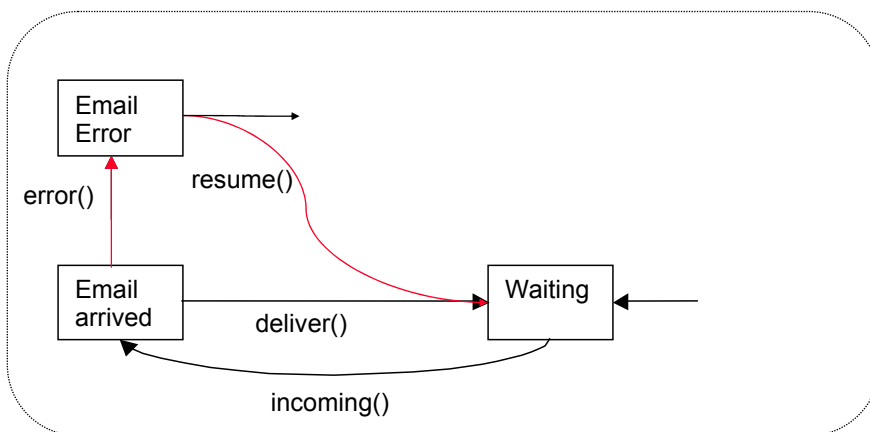 Email
Error
resume()
error()
Email
arrived
Waiting
deliver()
incoming()